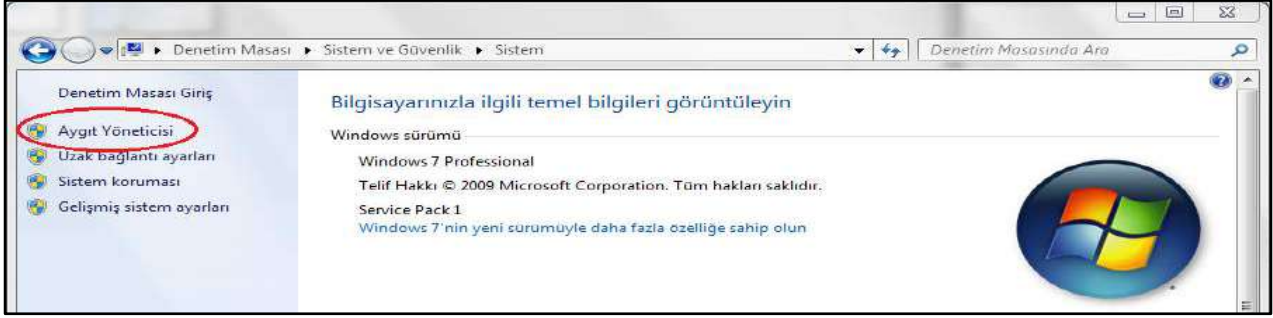 Denetim Masası ▸ Sistem ve Güvenlik ▸ Sistem
Denetim Masasında Ara
Denetim Masası Giriş
Aygıt Yöneticisi
Uzak bağlantı ayarları
Sistem koruması
Gelişmiş sistem ayarları
Bilgisayarınızla ilgili temel bilgileri görüntüleyin
Windows sürümü
Windows 7 Professional
Telif Hakkı © 2009 Microsoft Corporation. Tüm hakları saklıdır.
Service Pack 1
Windows 7'nin yeni sürümüyle daha fazla özelliğe sahip olun